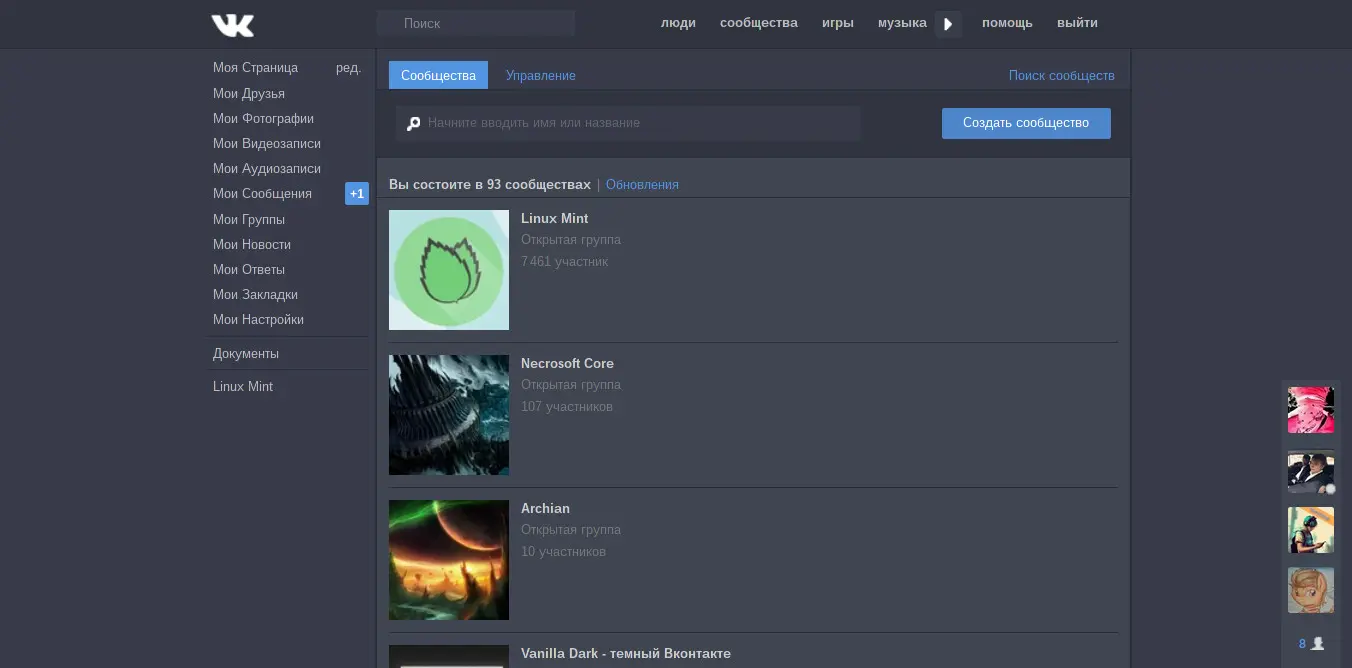 Поиск
люди сообщества игры музыка помощь выйти
Моя Страница ред.
Мои Друзья
Мои Фотографии
Мои Видеозаписи
Мои Аудиозаписи
Мои Сообщения +1
Мои Группы
Мои Новости
Мои Ответы
Мои Закладки
Мои Настройки
Документы
Linux Mint
Сообщества Управление Поиск сообществ
Начните вводить имя или название Создать сообщество
Вы состоите в 93 сообществах | Обновления
Linux Mint
Открытая группа
7 461 участник
Necrosoft Core
Открытая группа
107 участников
Archian
Открытая группа
10 участников
Vanilla Dark - темный Вконтакте
8